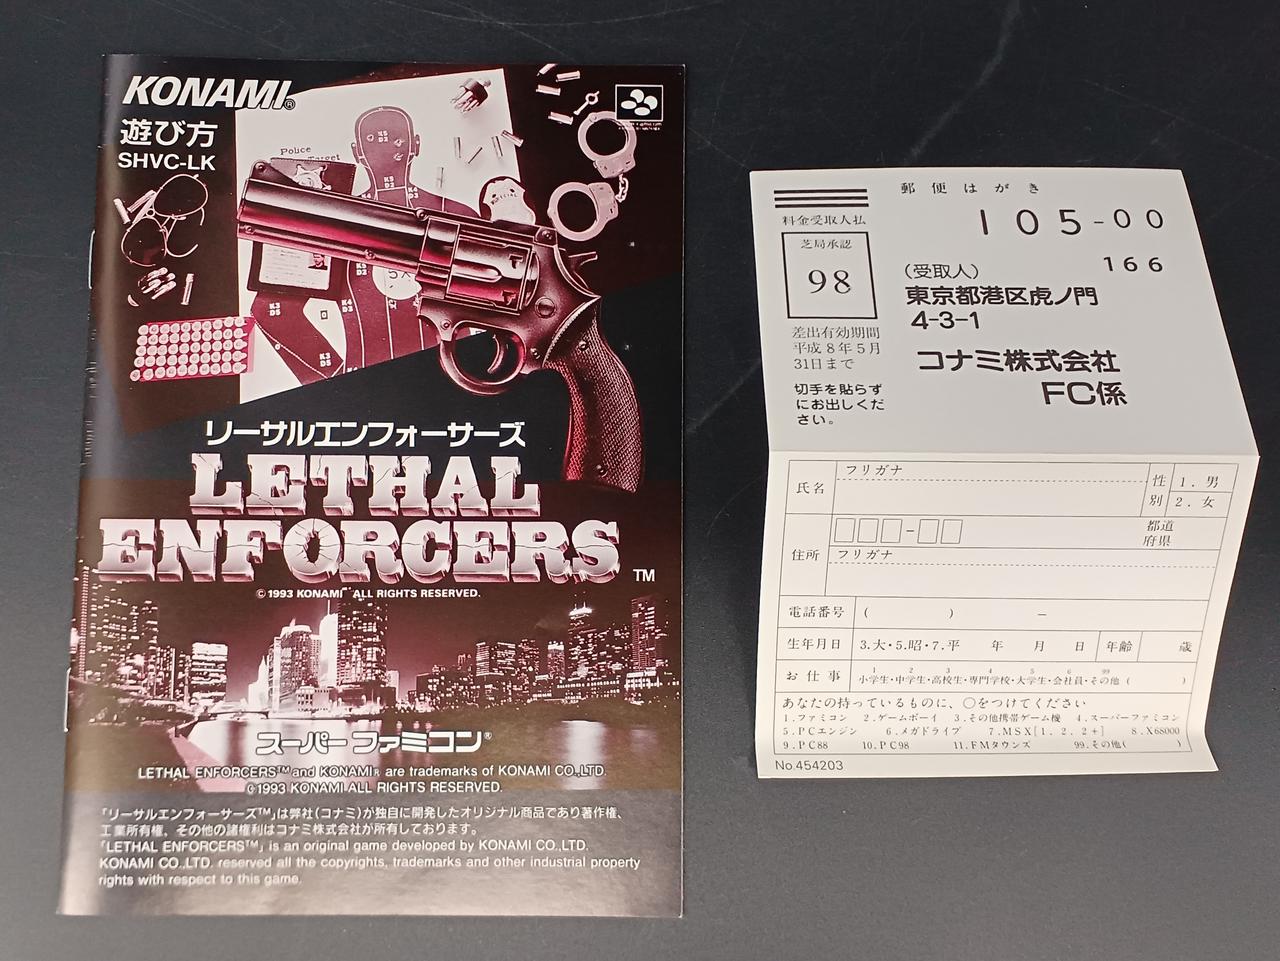 KONAMI®
遊び方
SHVC-LK
Police
Target
リーサルエンフォーサーズ
LETHAL
ENFORCERS™
©1993 KONAMI ALL RIGHTS RESERVED.
スーパーファミコン®
LETHAL ENFORCERS™ and KONAMI® are trademarks of KONAMI CO.,LTD.
©1993 KONAMI ALL RIGHTS RESERVED.
「リーサルエンフォーサーズ™」は弊社(コナミ)が独自に開発したオリジナル商品であり著作権、
工業所有権、その他の諸権利はコナミ株式会社が所有しております。
「LETHAL ENFORCERS™」 is an original game developed by KONAMI CO.,LTD.
KONAMI CO.,LTD. reserved all the copyrights, trademarks and other industrial property
rights with respect to this game.
郵便はがき
105-00
166
料金受取人払
芝局承認
98
差出有効期間
平成8年5月
31日まで
切手を貼らず
にお出しくだ
さい。
(受取人)
東京都港区虎ノ門
4-3-1
コナミ株式会社
FC係
氏名 フリガナ 性別 1.男 2.女
住所 - 都道府県
フリガナ
電話番号 ( ) −
生年月日 3.大・5.昭・7.平 年 月 日 年齢 歳
お仕事 1 2 3 4 5 6 99
小学生・中学生・高校生・専門学校・大学生・会社員・その他( )
あなたの持っているものに、○をつけてください
1.ファミコン 2.ゲームボーイ 3.その他携帯ゲーム機 4.スーパーファミコン
5.PCエンジン 6.メガドライブ 7.MSX[1.2.2+] 8.X68000
9.PC88 10.PC98 11.FMタウンズ 99.その他( )
No.454203